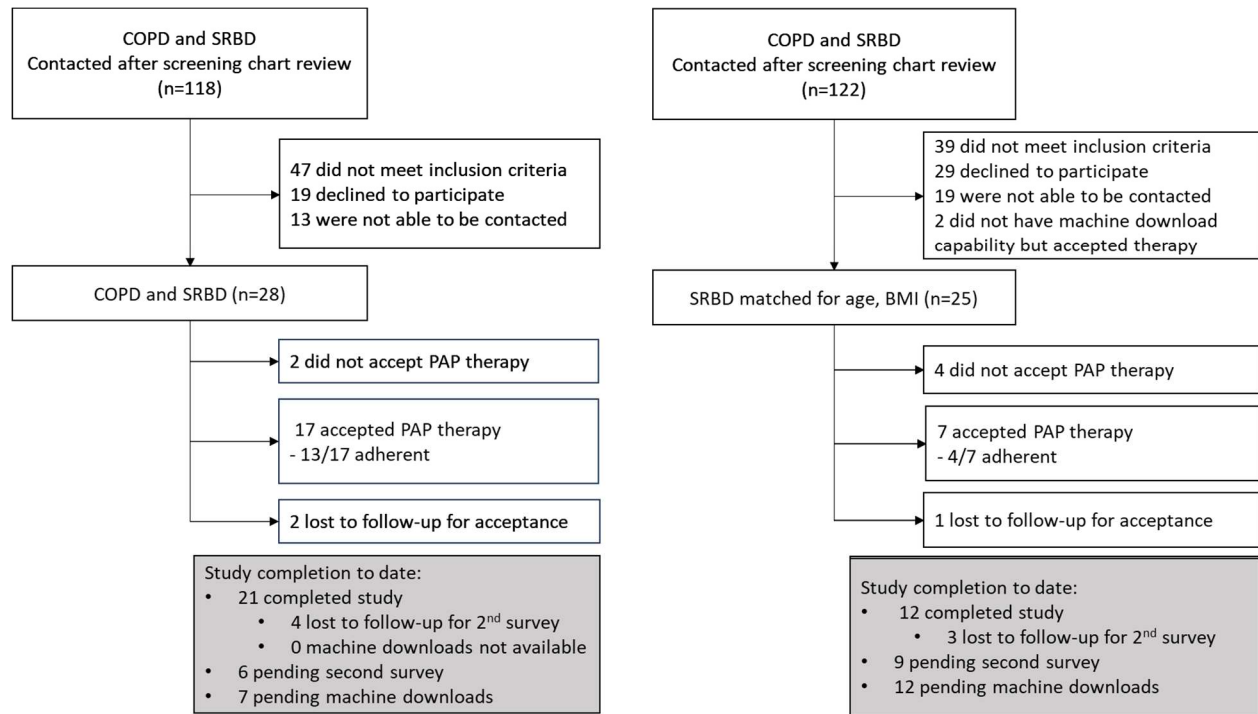 COPD and SRBD
Contacted after screening chart review
(n=118)
47 did not meet inclusion criteria
19 declined to participate
13 were not able to be contacted
COPD and SRBD (n=28)
2 did not accept PAP therapy
17 accepted PAP therapy
- 13/17 adherent
2 lost to follow-up for acceptance
Study completion to date:
• 21 completed study
• 4 lost to follow-up for 2nd survey
• 0 machine downloads not available
• 6 pending second survey
• 7 pending machine downloads
COPD and SRBD
Contacted after screening chart review
(n=122)
39 did not meet inclusion criteria
29 declined to participate
19 were not able to be contacted
2 did not have machine download
capability but accepted therapy
SRBD matched for age, BMI (n=25)
4 did not accept PAP therapy
7 accepted PAP therapy
- 4/7 adherent
1 lost to follow-up for acceptance
Study completion to date:
• 12 completed study
• 3 lost to follow-up for 2nd survey
• 9 pending second survey
• 12 pending machine downloads